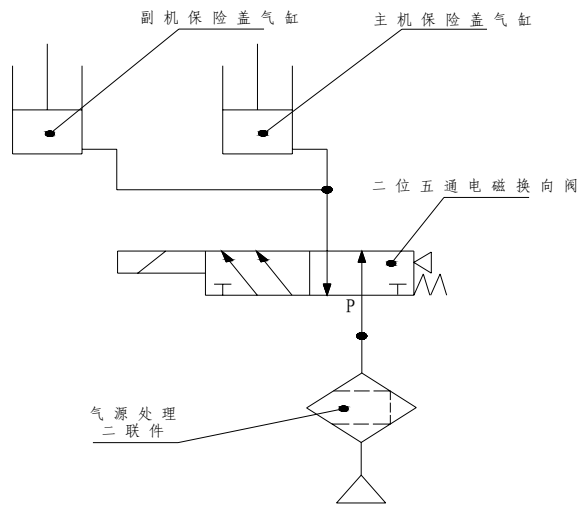 副机保险盖气缸
主机保险盖气缸
二位五通电磁换向阀
P
气源处理
二联件